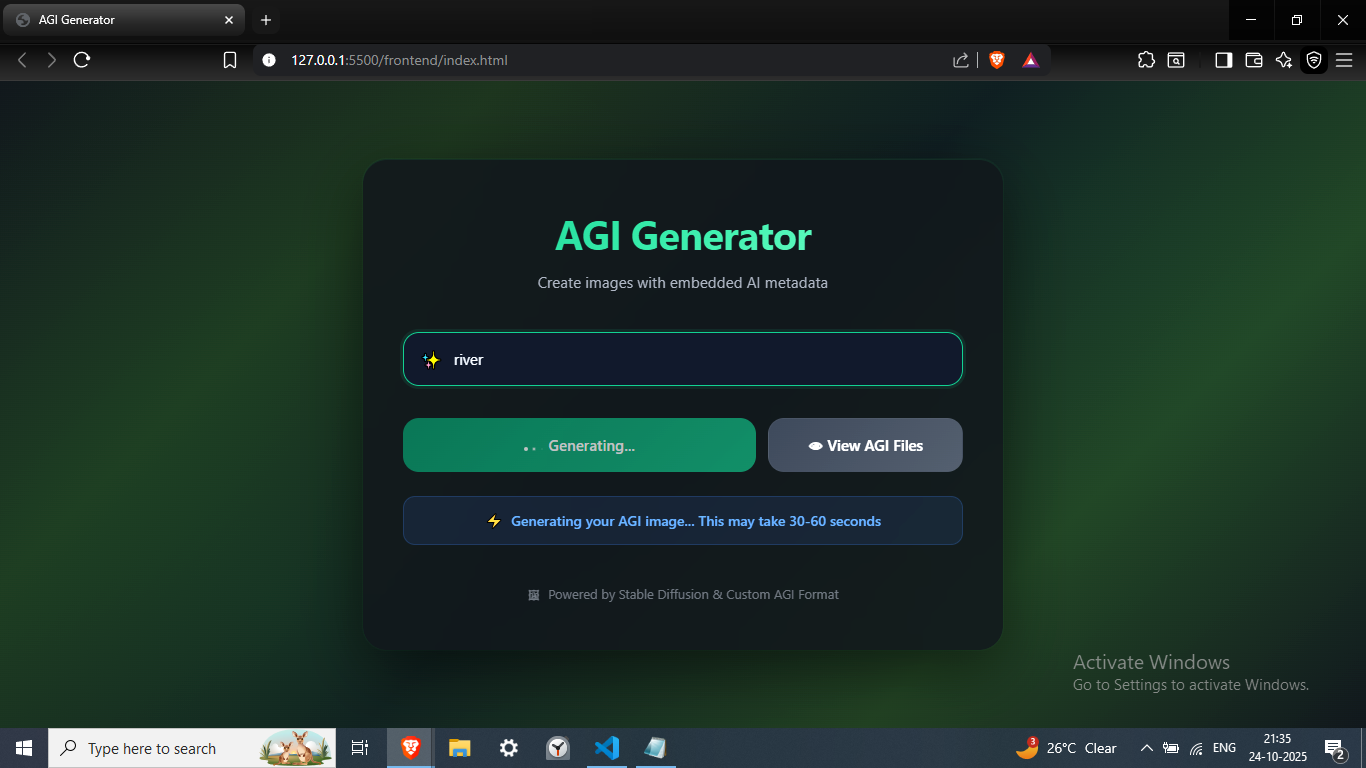 AGI Generator
127.0.0.1:5500/frontend/index.html
AGI Generator
Create images with embedded AI metadata
river
Generating...
View AGI Files
Generating your AGI image... This may take 30-60 seconds
Powered by Stable Diffusion & Custom AGI Format
Activate Windows
Go to Settings to activate Windows.
Type here to search
3
26°C Clear
ENG
21:35
24-10-2025
2